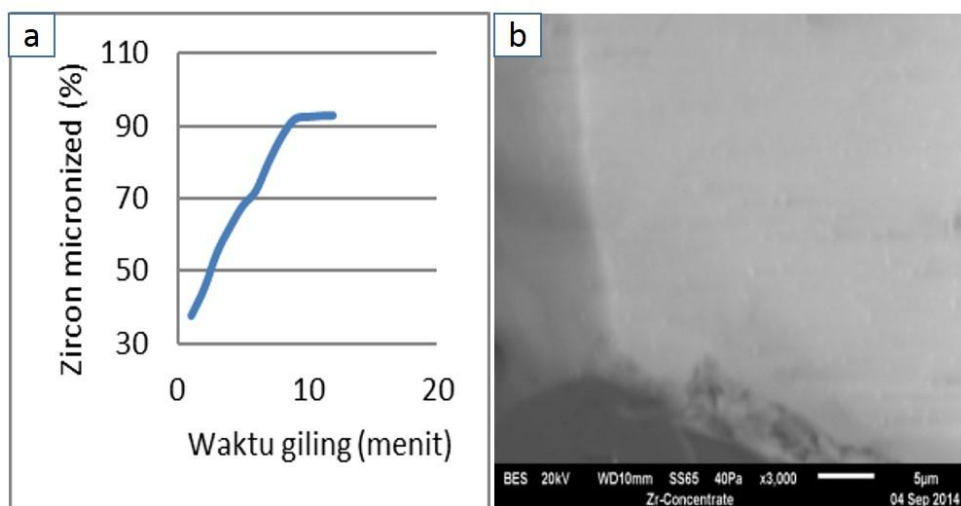 a
110
90
70
50
30
Zircon micronized (%)
0 10 20
Waktu giling (menit)
b
BES 20kV WD10mm SS65 40Pa x3,000 5µm
Zr-Concentrate 04 Sep 2014